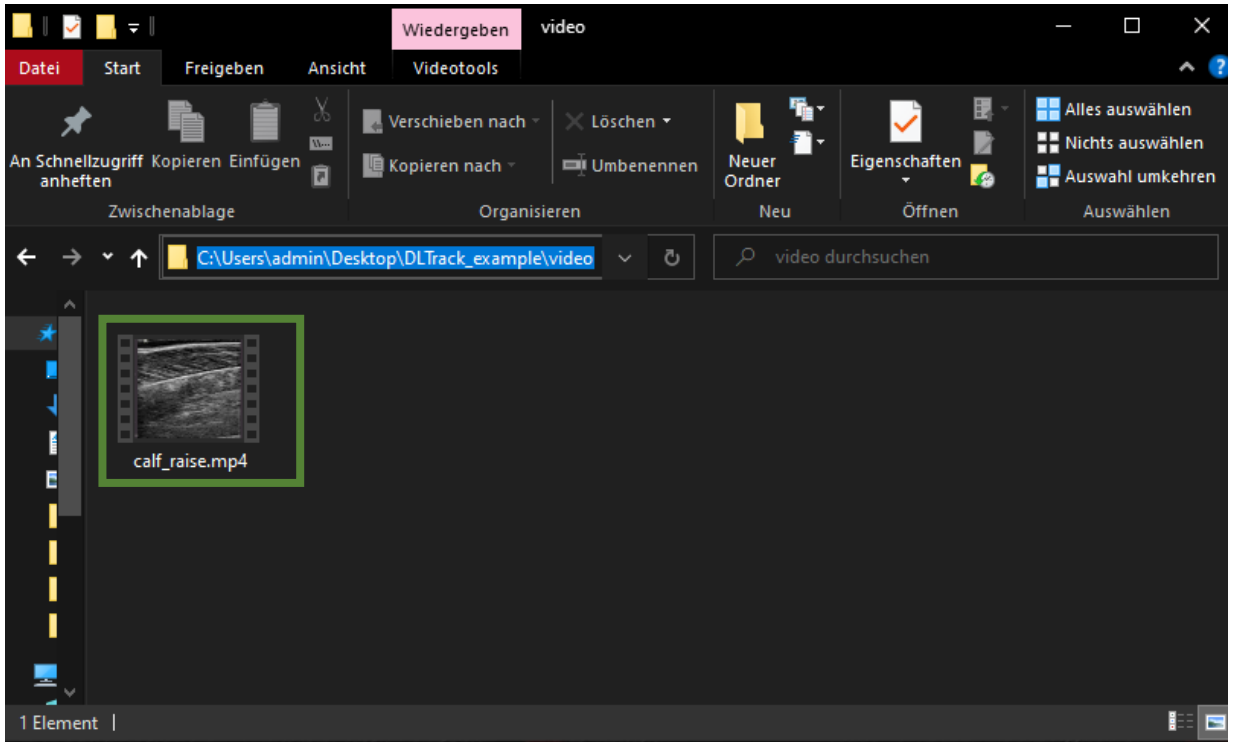 Wiedergeben video
Datei Start Freigeben Ansicht Videotools
An Schnellzugriff
anheften
Kopieren
Einfügen
Zwischenablage
Verschieben nach
Kopieren nach
Löschen
Umbenennen
Organisieren
Neuer
Ordner
Neu
Eigenschaften
Öffnen
Alles auswählen
Nichts auswählen
Auswahl umkehren
Auswählen
C:\Users\admin\Desktop\DLTrack_example\video
video durchsuchen
calf_raise.mp4
1 Element